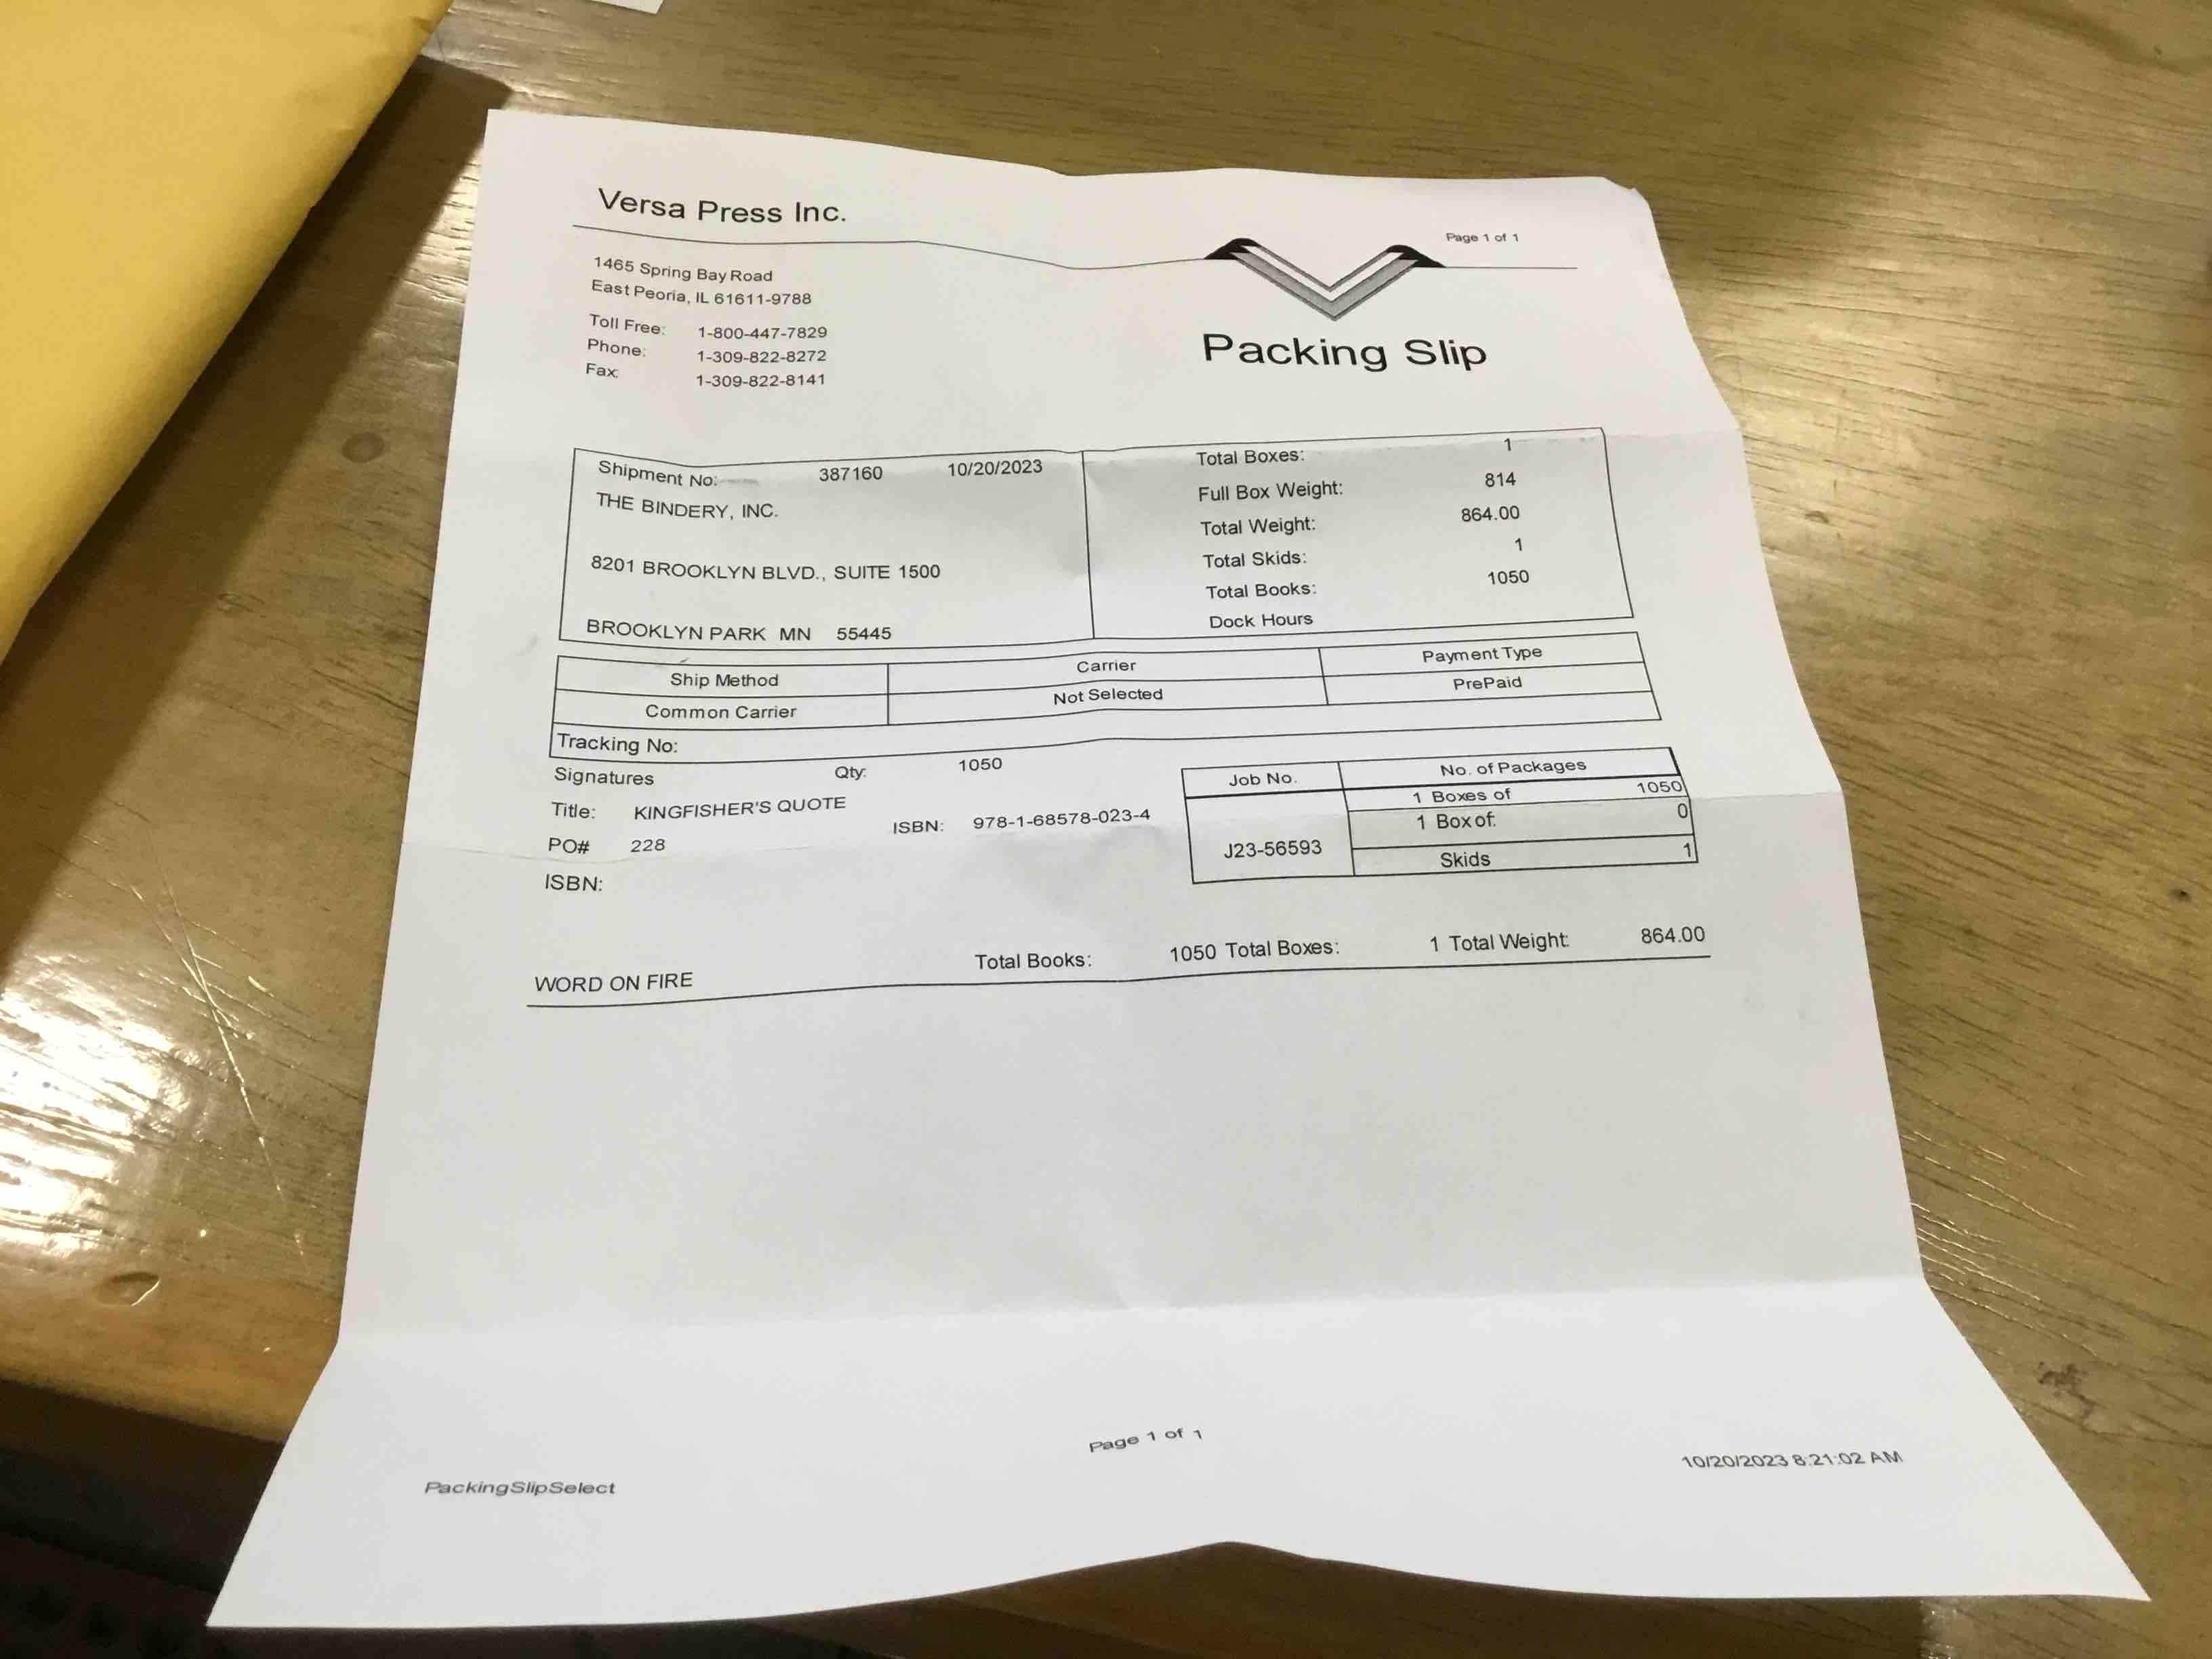 Versa Press Inc.
Page 1 of 1
1465 Spring Bay Road
East Peoria, IL 61611-9788
Toll Free: 1-800-447-7829
Phone: 1-309-822-8272
Fax: 1-309-822-8141
Packing Slip
Shipment No: 387160 10/20/2023
THE BINDERY, INC.
8201 BROOKLYN BLVD., SUITE 1500
BROOKLYN PARK MN 55445
Total Boxes: 1
Full Box Weight: 814
Total Weight: 864.00
Total Skids: 1
Total Books: 1050
Dock Hours
Ship Method Carrier Payment Type
Common Carrier Not Selected PrePaid
Tracking No:
Signatures Qty: 1050
Title: KINGFISHER'S QUOTE
ISBN: 978-1-68578-023-4
PO# 228
ISBN:
Job No. No. of Packages
1 Boxes of 1050
1 Box of: 0
J23-56593
Skids 1
Total Books: 1050 Total Boxes: 1 Total Weight: 864.00
WORD ON FIRE
Page 1 of 1
PackingSlipSelect
10/20/2023 8:21:02 AM